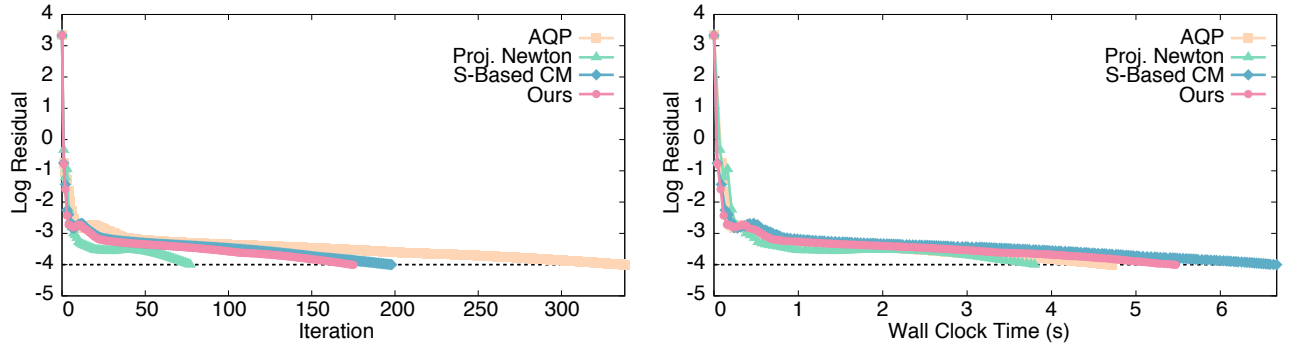 4
3
2
1
0
-1
-2
-3
-4
-5
Log Residual
AQP
Proj. Newton
S-Based CM
Ours
0 50 100 150 200 250 300
Iteration
4
3
2
1
0
-1
-2
-3
-4
-5
Log Residual
AQP
Proj. Newton
S-Based CM
Ours
0 1 2 3 4 5 6
Wall Clock Time (s)